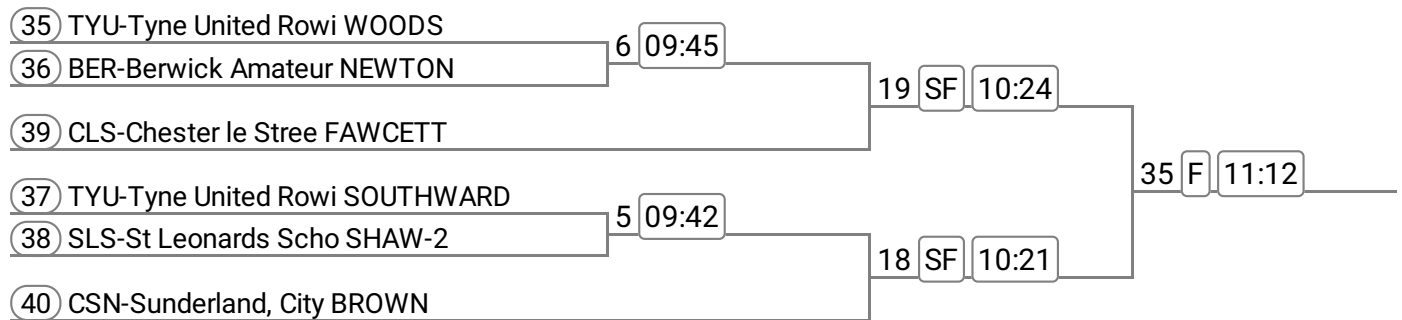 35 TYU-Tyne United Rowi WOODS
6 09:45
36 BER-Berwick Amateur NEWTON
19 SF 10:24
39 CLS-Chester le Stree FAWCETT
35 F 11:12
37 TYU-Tyne United Rowi SOUTHWARD
5 09:42
38 SLS-St Leonards Scho SHAW-2
18 SF 10:21
40 CSN-Sunderland, City BROWN